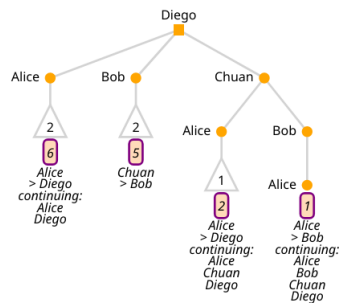 Diego
Alice
Bob
Chuan
2
2
Alice
Bob
6
5
Alice
> Diego
continuing:
Alice
Diego
Chuan
> Bob
1
Alice
2
1
Alice
> Diego
continuing:
Alice
Chuan
Diego
Alice
> Bob
continuing:
Alice
Bob
Chuan
Diego